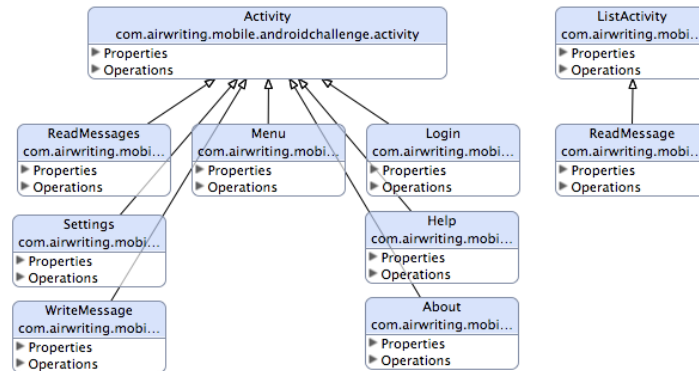 Activity
com.airwriting.mobile.androidchallenge.activity
Properties
Operations
ListActivity
com.airwriting.mobi...
Properties
Operations
ReadMessages
com.airwriting.mobi...
Properties
Operations
Menu
com.airwriting.mobi...
Properties
Operations
Login
com.airwriting.mobi...
Properties
Operations
ReadMessage
com.airwriting.mobi...
Properties
Operations
Settings
com.airwriting.mobi...
Properties
Operations
Help
com.airwriting.mobi...
Properties
Operations
WriteMessage
com.airwriting.mobi...
Properties
Operations
About
com.airwriting.mobi...
Properties
Operations